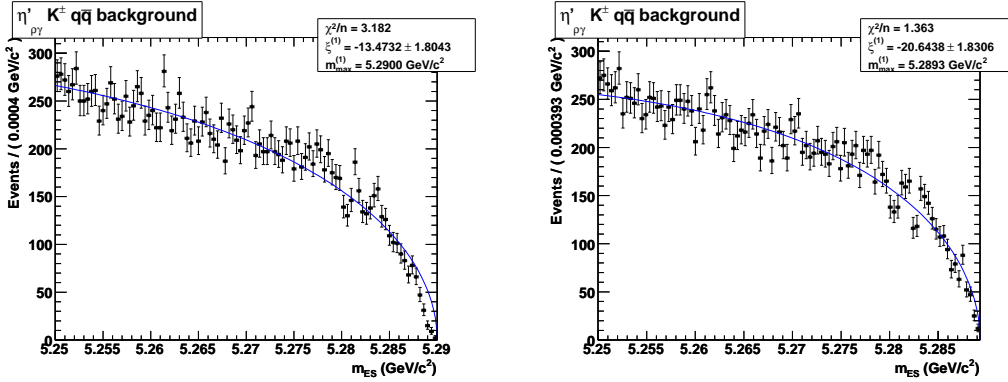 η' K± qq̅ background
ργ
χ²/n = 3.182
ξ⁽¹⁾ = -13.4732 ± 1.8043
m⁽¹⁾max = 5.2900 GeV/c²
Events / ( 0.0004 GeV/c² )
300
250
200
150
100
50
0
5.25 5.255 5.26 5.265 5.27 5.275 5.28 5.285 5.29
mES (GeV/c²)
η' K± qq̅ background
ργ
χ²/n = 1.363
ξ⁽¹⁾ = -20.6438 ± 1.8306
m⁽¹⁾max = 5.2893 GeV/c²
Events / ( 0.000393 GeV/c² )
300
250
200
150
100
50
0
5.25 5.255 5.26 5.265 5.27 5.275 5.28 5.285
mES (GeV/c²)